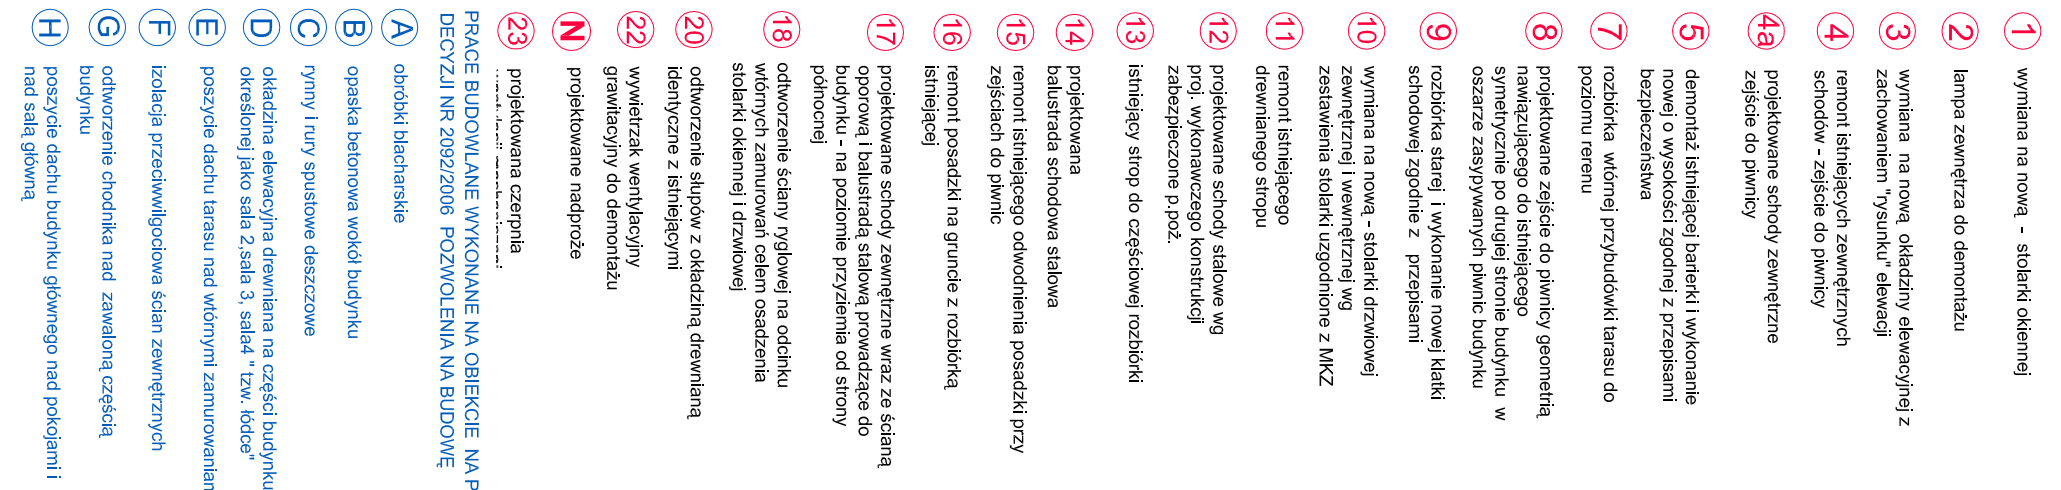 1 wymiana na nową - stolarki okiennej
2 lampa zewnętrza do demontażu
3 wymiana na nową okładziny elewacyjnej z
zachowaniem "rysunku" elewacji
4 remont istniejących zewnętrznych
schodów - zejście do piwnicy
4a projektowane schody zewnętrzne
zejście do piwnicy
5 demontaż istniejącej barierki i wykonanie
nowej o wysokości zgodnej z przepisami
bezpieczeństwa
7 rozbiórka wtórnej przybudówki tarasu do
poziomu rerenu
8 projektowane zejście do piwnicy geometrią
nawiązującego do istniejącego
symetrycznie po drugiej stronie budynku w
oszarze zasypywanych piwnic budynku
9 rozbiórka starej i wykonanie nowej klatki
schodowej zgodnie z przepisami
10 wymiana na nową - stolarki drzwiowej
zewnętrznej i wewnętrznej wg
zestawienia stolarki uzgodnione z MKZ
11 remont istniejącego
drewnianego stropu
12 projektowane schody stalowe wg
proj. wykonawczego konstrukcji
zabezpieczone p.poż.
13 istniejący strop do częściowej rozbiórki
14 projektowana
balustrada schodowa stalowa
15 remont istniejącego odwodnienia posadzki przy
zejściach do piwnic
16 remont posadzki na gruncie z rozbiórką
istniejącej
17 projektowane schody zewnętrzne wraz ze ścianą
oporową i balustradą stalową prowadzące do
budynku - na poziomie przyziemia od strony
północnej
18 odtworzenie ściany ryglowej na odcinku
wtórnych zamurowań celem osadzenia
stolarki okiennej i drzwiowej
20 odtworzenie słupów z okładziną drewnianą
identyczne z istniejącymi
22 wywietrzak wentylacyjny
grawitacyjny do demontażu
N projektowane nadproże
23 projektowana czerpnia
PRACE BUDOWLANE WYKONANE NA OBIEKCIE NA P
DECYZJI NR 2092/2006 POZWOLENIA NA BUDOWĘ
A obróbki blacharskie
B opaska betonowa wokół budynku
C rynny i rury spustowe deszczowe
D okładzina elewacyjna drewniana na części budynku
określonej jako sala 2,sala 3, sala4 " tzw. łódce"
E poszycie dachu tarasu nad wtórnymi zamurowaniam
F izolacja przeciwwilgociowa ścian zewnętrznych
G odtworzenie chodnika nad zawaloną częścią
budynku
H poszycie dachu budynku głównego nad pokojami i
nad salą główną